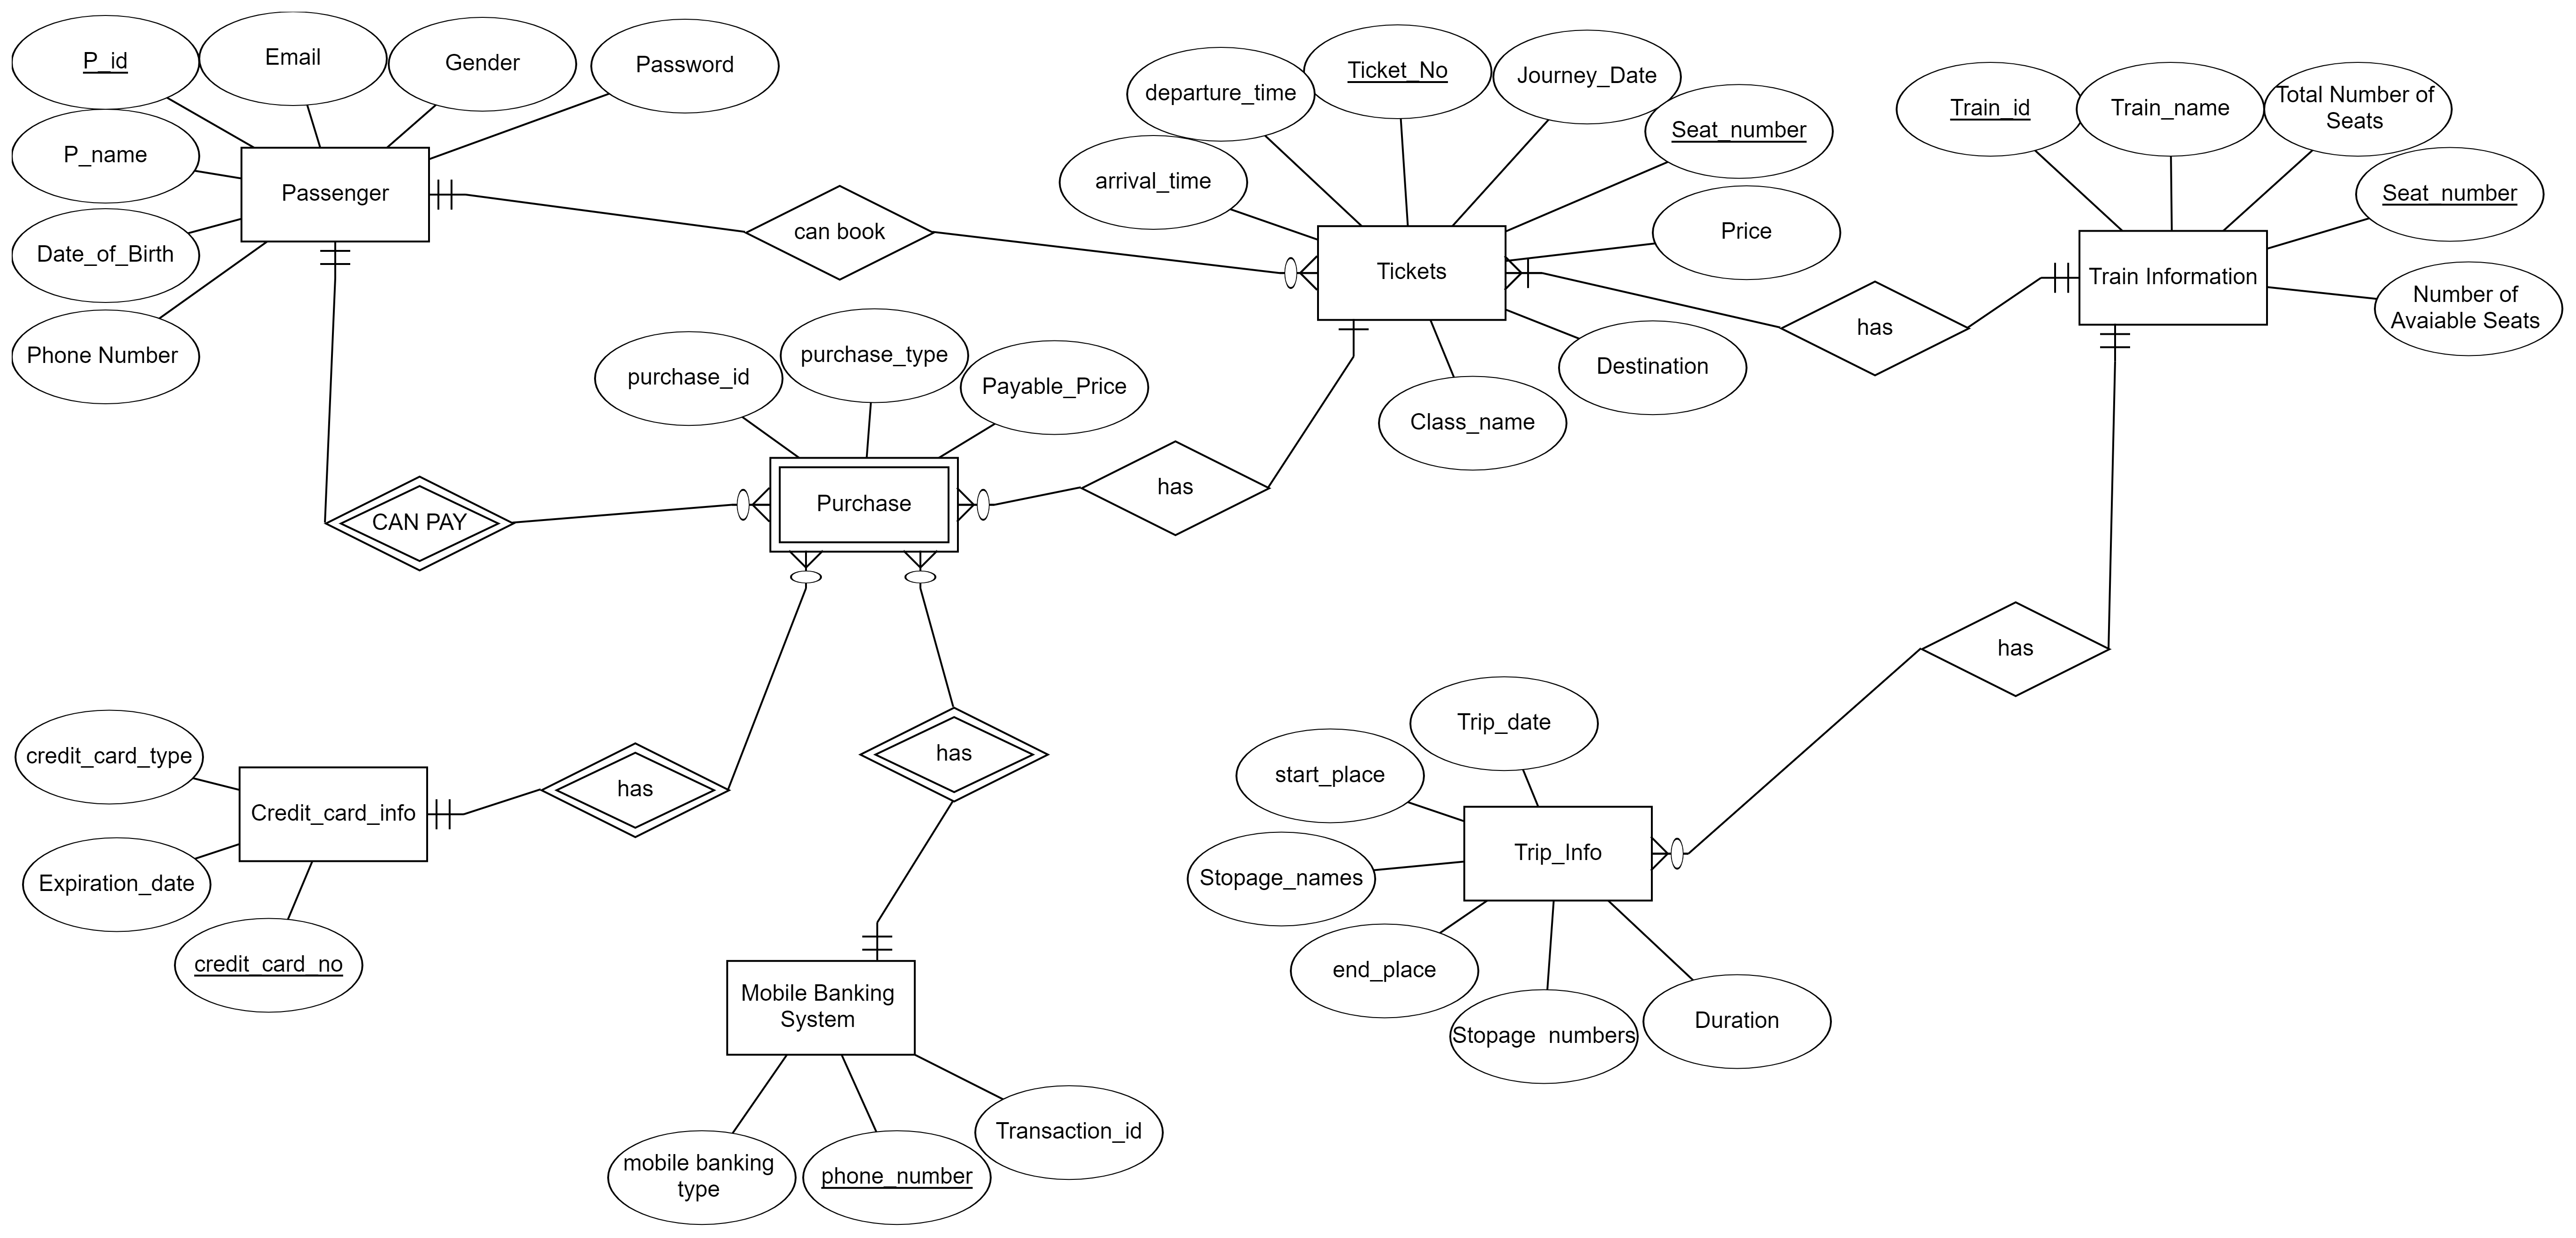 P_id
Email
Gender
Password
P_name
Passenger
Date_of_Birth
Phone Number
can book
departure_time
Ticket_No
Journey_Date
Seat_number
arrival_time
Price
Tickets
Destination
Class_name
has
Train_id
Train_name
Total Number of
Seats
Seat_number
Train Information
Number of
Avaiable Seats
purchase_id
purchase_type
Payable_Price
CAN PAY
Purchase
has
has
credit_card_type
Credit_card_info
Expiration_date
credit_card_no
has
has
Mobile Banking
System
mobile banking
type
phone_number
Transaction_id
Trip_date
start_place
Trip_Info
Stopage_names
end_place
Stopage  numbers
Duration